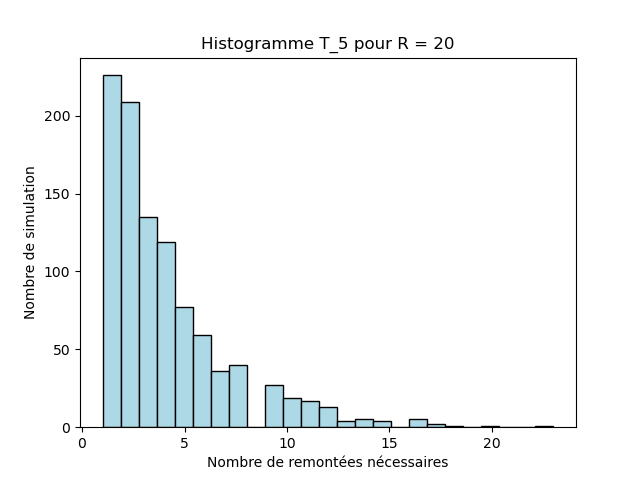 Histogramme T_5 pour R = 20
Nombre de simulation
200
150
100
50
0
0 5 10 15 20
Nombre de remontées nécessaires